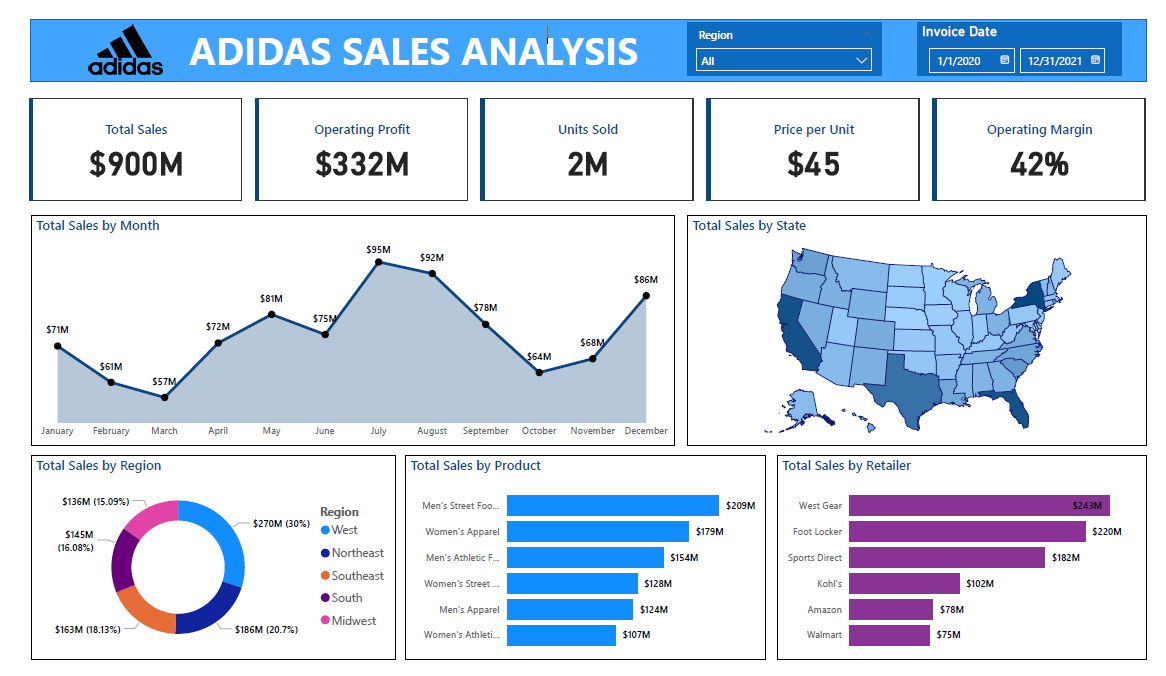 adidas
ADIDAS SALES ANALYSIS
Region
All
Invoice Date
1/1/2020
12/31/2021
Total Sales
$900M
Operating Profit
$332M
Units Sold
2M
Price per Unit
$45
Operating Margin
42%
Total Sales by Month
$71M
$61M
$57M
$72M
$81M
$75M
$95M
$92M
$78M
$64M
$68M
$86M
January February March April May June July August September October November December
Total Sales by State
Total Sales by Region
$270M (30%)
$186M (20.7%)
$163M (18.13%)
$145M
(16.08%)
$136M (15.09%)
Region
West
Northeast
Southeast
South
Midwest
Total Sales by Product
Men's Street Foo... $209M
Women's Apparel $179M
Men's Athletic F... $154M
Women's Street ... $128M
Men's Apparel $124M
Women's Athleti... $107M
Total Sales by Retailer
West Gear $243M
Foot Locker $220M
Sports Direct $182M
Kohl's $102M
Amazon $78M
Walmart $75M